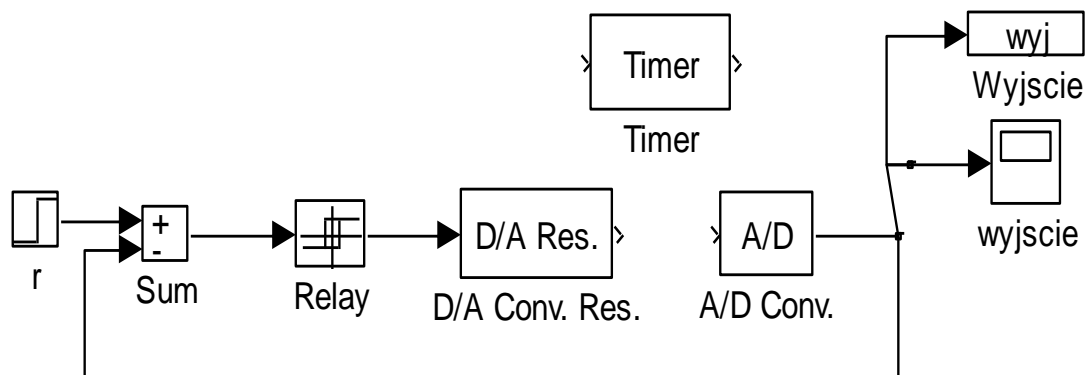 wyj
Wyjscie
Timer
Timer
wyjscie
r
+
-
Sum
Relay
D/A Res.
D/A Conv. Res.
A/D
A/D Conv.